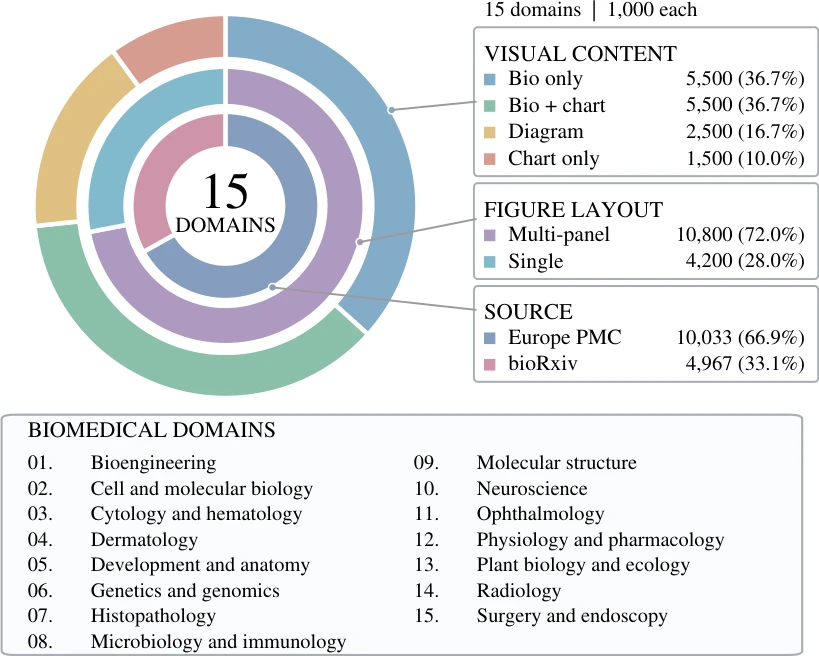 15 domains | 1,000 each
15
DOMAINS
VISUAL CONTENT
Bio only 5,500 (36.7%)
Bio + chart 5,500 (36.7%)
Diagram 2,500 (16.7%)
Chart only 1,500 (10.0%)
FIGURE LAYOUT
Multi-panel 10,800 (72.0%)
Single 4,200 (28.0%)
SOURCE
Europe PMC 10,033 (66.9%)
bioRxiv 4,967 (33.1%)
BIOMEDICAL DOMAINS
01. Bioengineering
02. Cell and molecular biology
03. Cytology and hematology
04. Dermatology
05. Development and anatomy
06. Genetics and genomics
07. Histopathology
08. Microbiology and immunology
09. Molecular structure
10. Neuroscience
11. Ophthalmology
12. Physiology and pharmacology
13. Plant biology and ecology
14. Radiology
15. Surgery and endoscopy